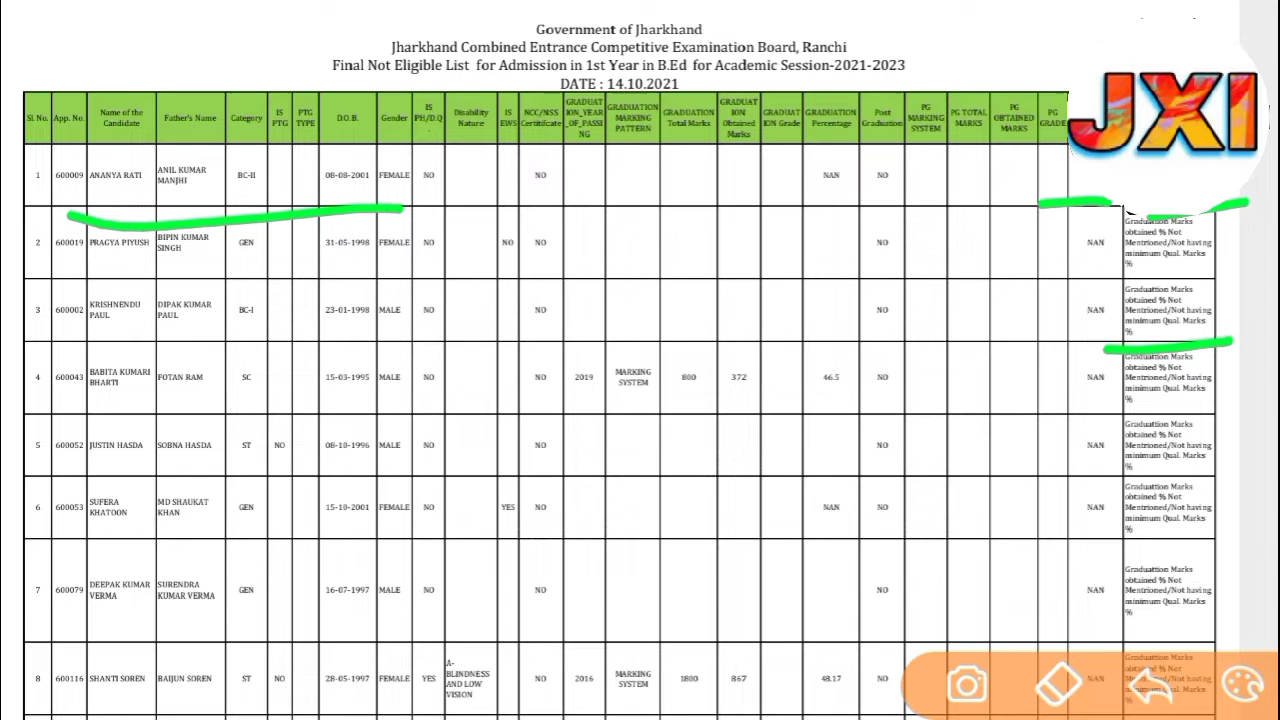 Government of Jharkhand
Jharkhand Combined Entrance Competitive Examination Board, Ranchi
Final Not Eligible List for Admission in 1st Year in B.Ed for Academic Session-2021-2023
DATE : 14.10.2021
JXI
Sl. No. App. No. Name of the Candidate Father's Name Category IS PTG PTG TYPE D.O.B. Gender IS PH/D.Q. Disability Nature IS EWS NCC/NSS Certitifcate GRADUATION_YEAR_OF_PASSING GRADUATION MARKING PATTERN GRADUATION Total Marks GRADUATION Obtained Marks GRADUATION Grade GRADUATION Percentage Post Graduation PG MARKING SYSTEM PG TOTAL MARKS PG OBTAINED MARKS PG GRADE
1 600009 ANANYA RATI ANIL KUMAR MANJHI BC-II 08-08-2001 FEMALE NO NO NAN NO
2 600019 PRAGYA PIYUSH BIPIN KUMAR SINGH GEN 31-05-1998 FEMALE NO NO NO NO NAN Graduattion Marks obtained % Not Mentrioned/Not having minimum Qual. Marks %
3 600002 KRISHNENDU PAUL DIPAK KUMAR PAUL BC-I 23-01-1998 MALE NO NO NO NAN Graduattion Marks obtained % Not Mentrioned/Not having minimum Qual. Marks %
4 600043 BABITA KUMARI BHARTI FOTAN RAM SC 15-03-1995 MALE NO NO 2019 MARKING SYSTEM 800 372 46.5 NO NAN Graduattion Marks obtained % Not Mentrioned/Not having minimum Qual. Marks %
5 600052 JUSTIN HASDA SOBNA HASDA ST NO 08-10-1996 MALE NO NO NO NAN Graduattion Marks obtained % Not Mentrioned/Not having minimum Qual. Marks %
6 600053 SUFERA KHATOON MD SHAUKAT KHAN GEN 15-10-2001 FEMALE NO YES NO NAN NO NAN Graduattion Marks obtained % Not Mentrioned/Not having minimum Qual. Marks %
7 600079 DEEPAK KUMAR VERMA SURENDRA KUMAR VERMA GEN 16-07-1997 MALE NO NO NO NAN Graduattion Marks obtained % Not Mentrioned/Not having minimum Qual. Marks %
8 600116 SHANTI SOREN BAIJUN SOREN ST NO 28-05-1997 FEMALE YES A-BLINDNESS AND LOW VISION NO 2016 MARKING SYSTEM 1800 867 48.17 NO NAN Graduattion Marks obtained % Not Mentrioned/Not having minimum Qual. Marks %